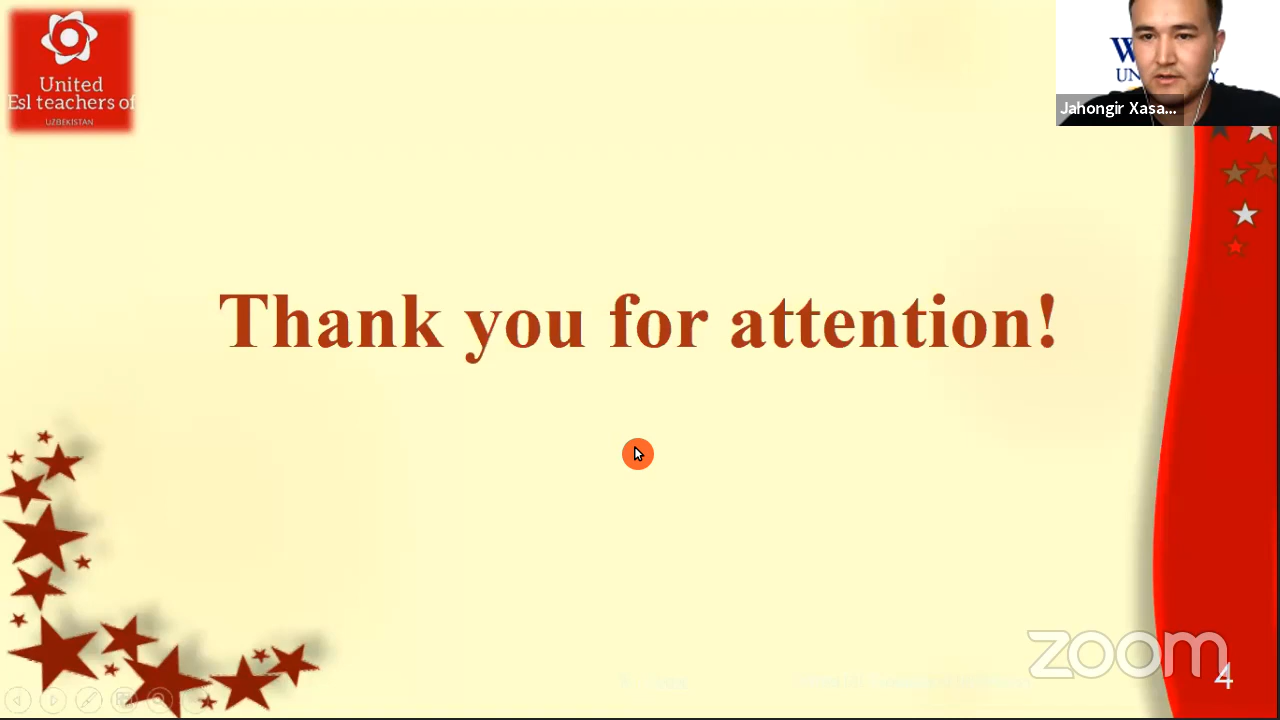 United
Esl teachers of
UZBEKISTAN
Jahongir Xasa...
Thank you for attention!
zoom
4